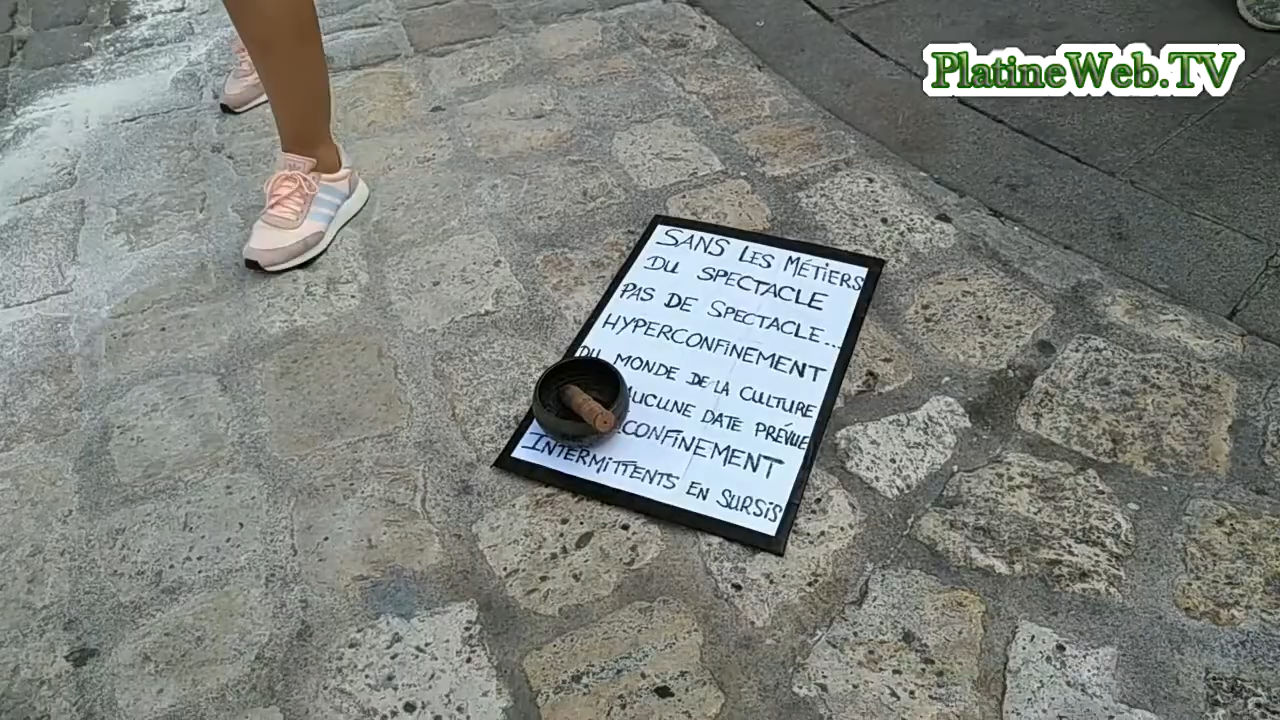 PlatineWeb.TV
SANS LES MÉTIERS
DU SPECTACLE
PAS DE SPECTACLE...
HYPERCONFINEMENT
DU MONDE DE LA CULTURE
AUCUNE DATE PRÉVUE
CONFINEMENT
INTERMITTENTS EN SURSIS